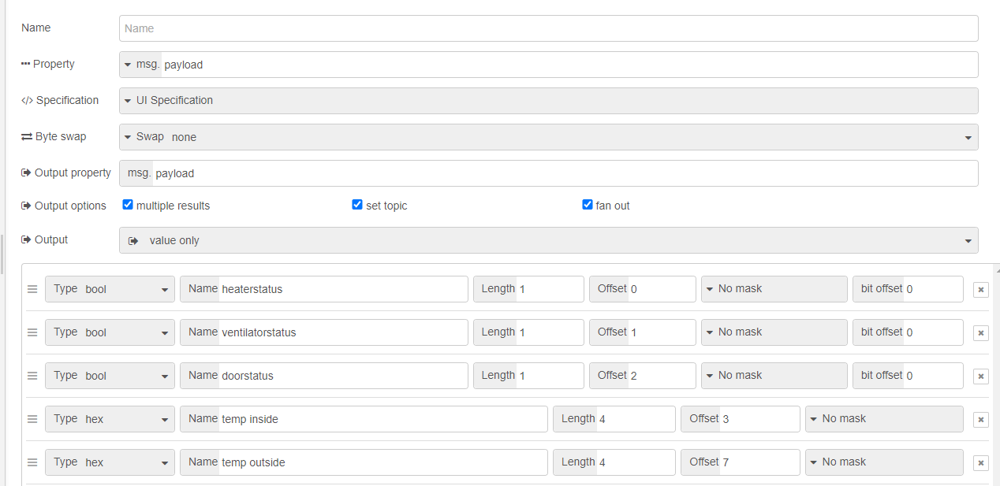 Name Name
Property msg. payload
Specification UI Specification
Byte swap Swap none
Output property msg. payload
Output options multiple results set topic fan out
Output value only
Type bool Name heaterstatus Length 1 Offset 0 No mask bit offset 0
Type bool Name ventilatorstatus Length 1 Offset 1 No mask bit offset 0
Type bool Name doorstatus Length 1 Offset 2 No mask bit offset 0
Type hex Name temp inside Length 4 Offset 3 No mask
Type hex Name temp outside Length 4 Offset 7 No mask